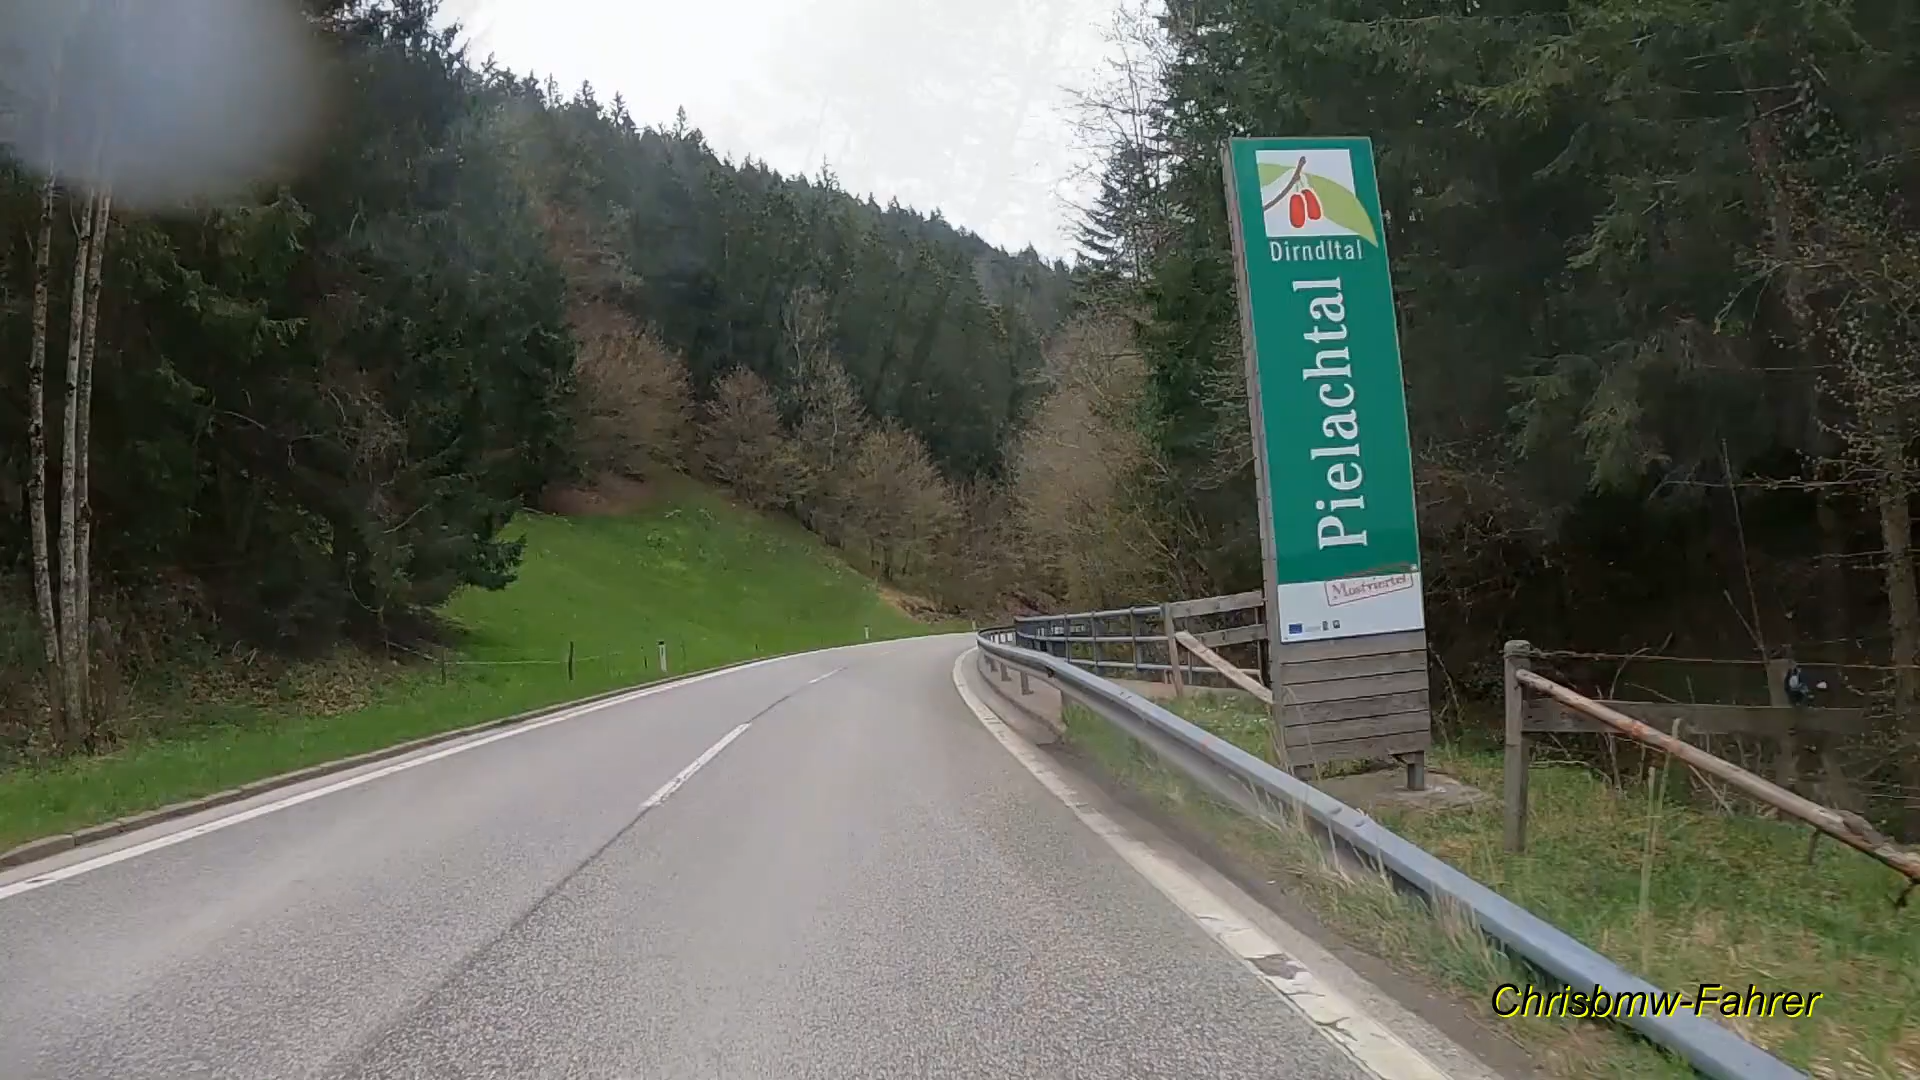 Dirndltal
Pielachtal
Mostviertel
Chrisbmw-Fahrer